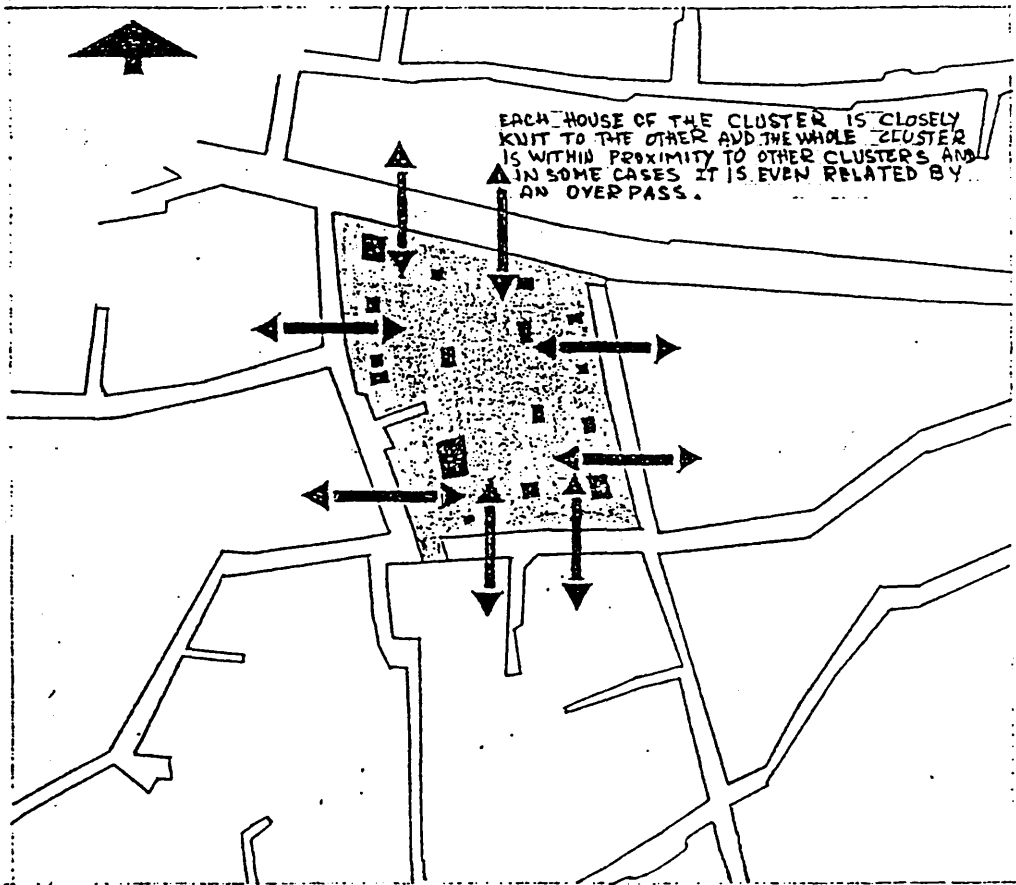 EACH HOUSE OF THE CLUSTER IS CLOSELY
KNIT TO THE OTHER AND THE WHOLE CLUSTER
IS WITHIN PROXIMITY TO OTHER CLUSTERS AND
IN SOME CASES IT IS EVEN RELATED BY
AN OVERPASS.